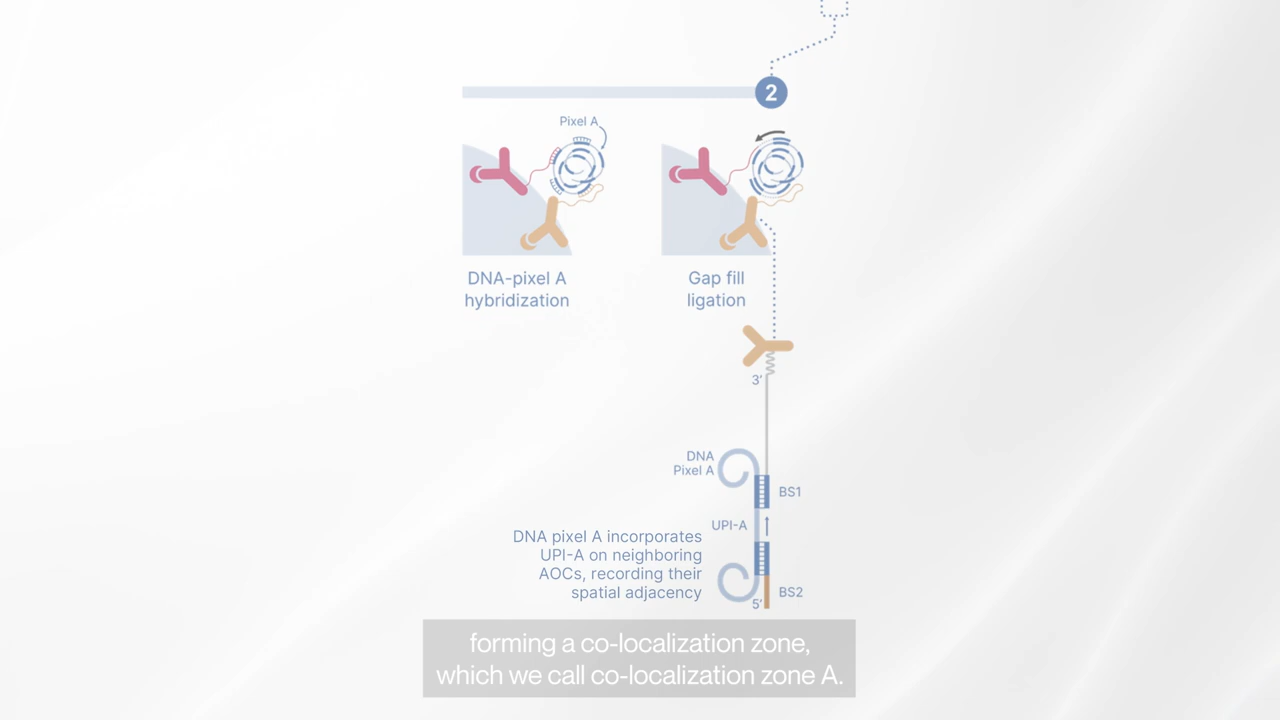 2
Pixel A
DNA-pixel A
hybridization
Gap fill
ligation
3'
DNA
Pixel A
BS1
UPI-A
DNA pixel A incorporates
UPI-A on neighboring
AOCs, recording their
spatial adjacency
BS2
5'
forming a co-localization zone,
which we call co-localization zone A.